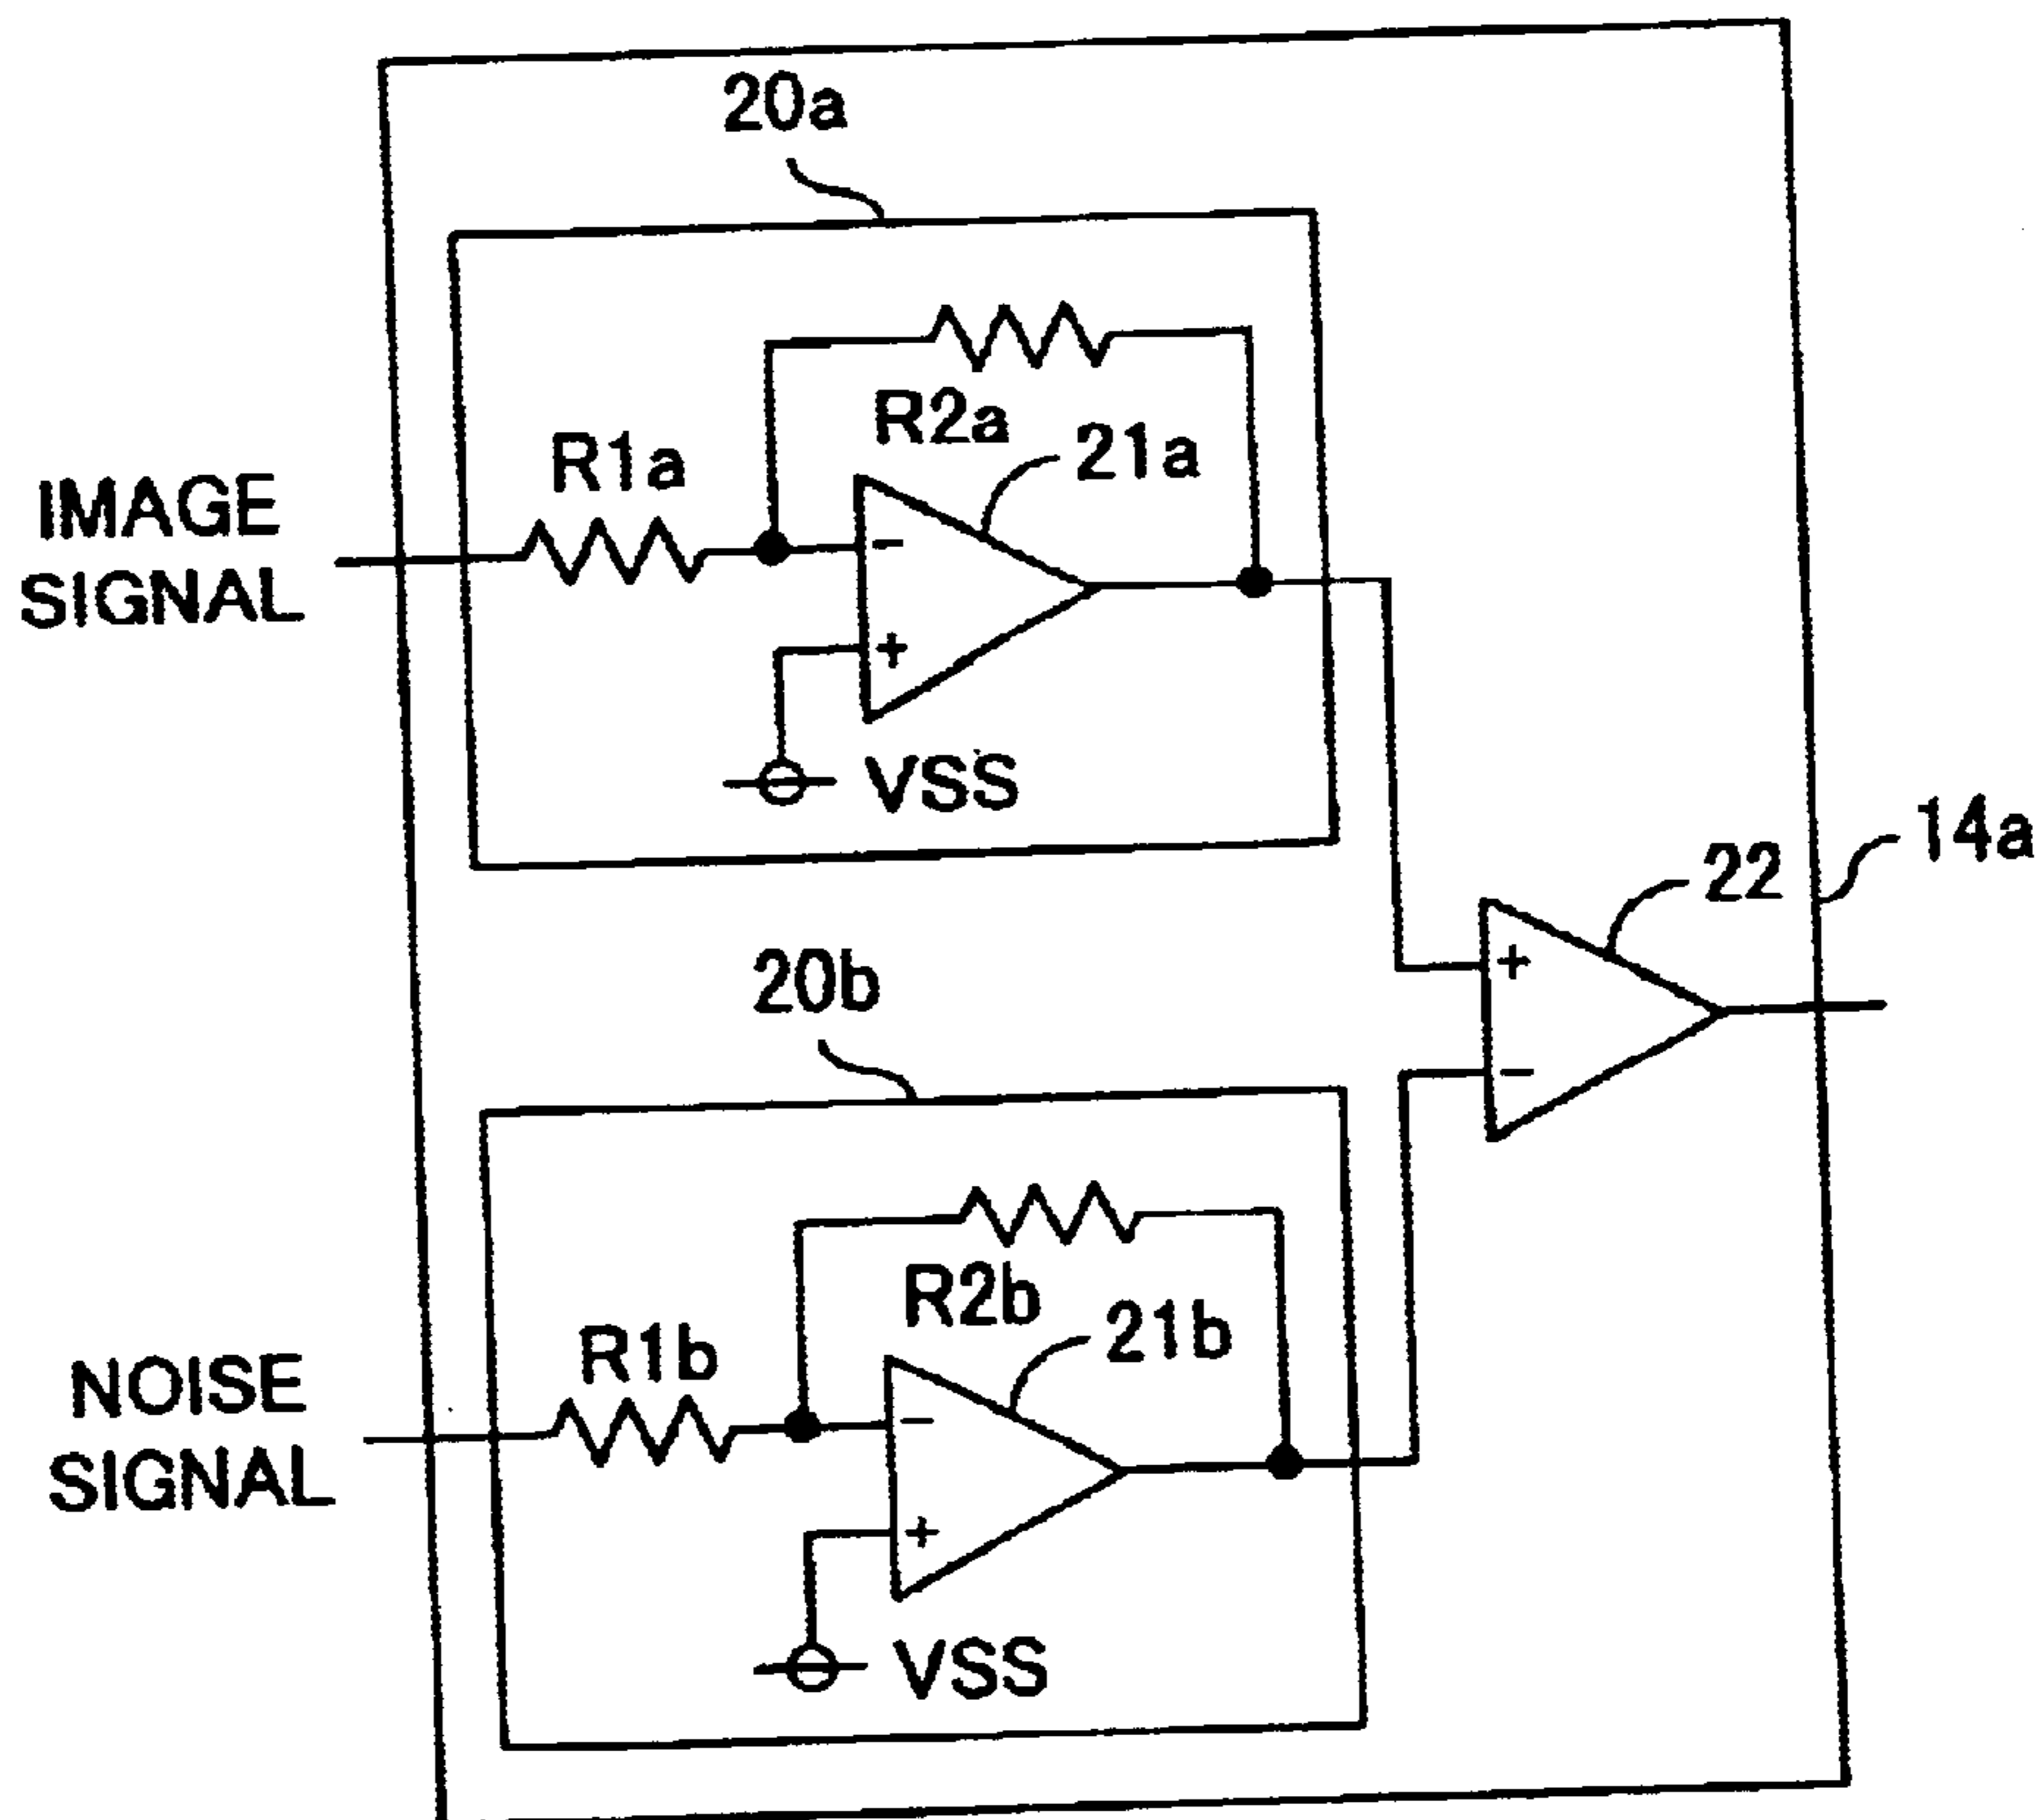 20a
R2a
R1a
21a
IMAGE
SIGNAL
-
+
VSS
14a
22
+
-
20b
R2b
R1b
21b
NOISE
SIGNAL
-
+
VSS